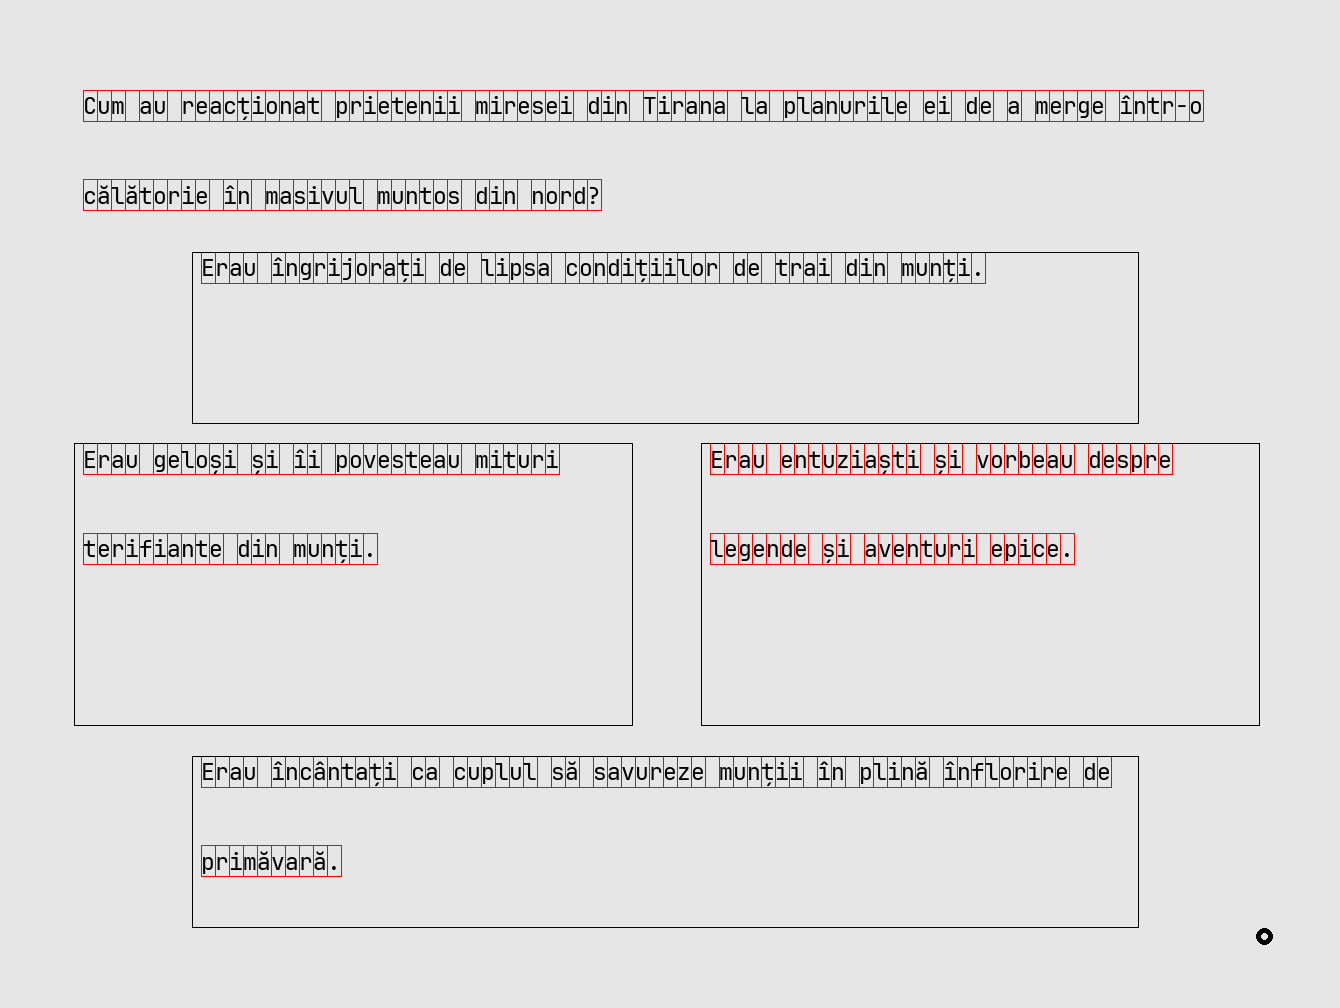 Cum au reacționat prietenii miresei din Tirana la planurile ei de a merge într-o
călătorie în masivul muntos din nord?
Erau îngrijorați de lipsa condițiilor de trai din munți.
Erau geloși și îi povesteau mituri
terifiante din munți.
Erau entuziaști și vorbeau despre
legende și aventuri epice.
Erau încântați ca cuplul să savureze munții în plină înflorire de
primăvară.